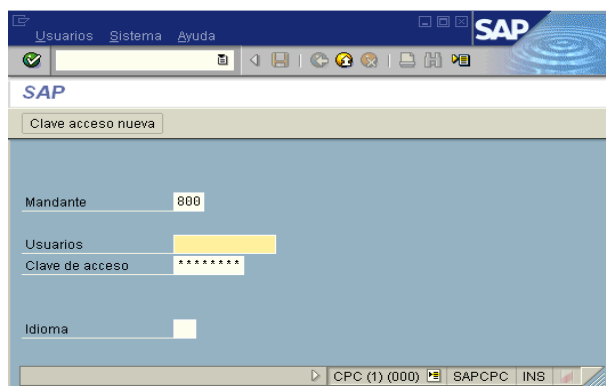 Usuarios Sistema Ayuda
SAP
SAP
Clave acceso nueva
Mandante 800
Usuarios
Clave de acceso ********
Idioma
CPC (1) (000) SAPCPC INS